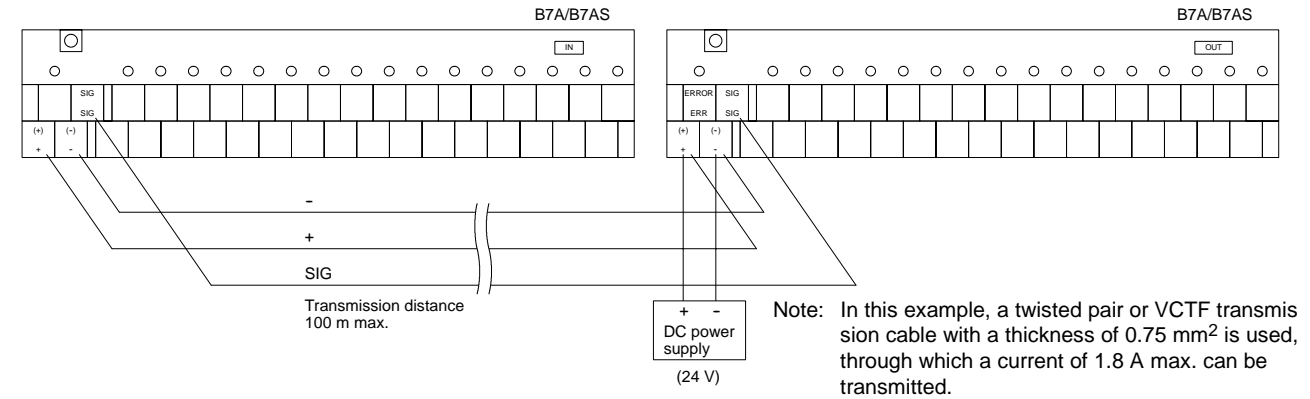 B7A/B7AS
B7A/B7AS
IN
OUT
SIG
ERROR SIG
SIG
ERR SIG
(+) (-)
(+) (-)
+ -
+ -
-
+
SIG
Transmission distance
100 m max.
+ -
DC power
supply
(24 V)
Note: In this example, a twisted pair or VCTF transmis
sion cable with a thickness of 0.75 mm² is used,
through which a current of 1.8 A max. can be
transmitted.